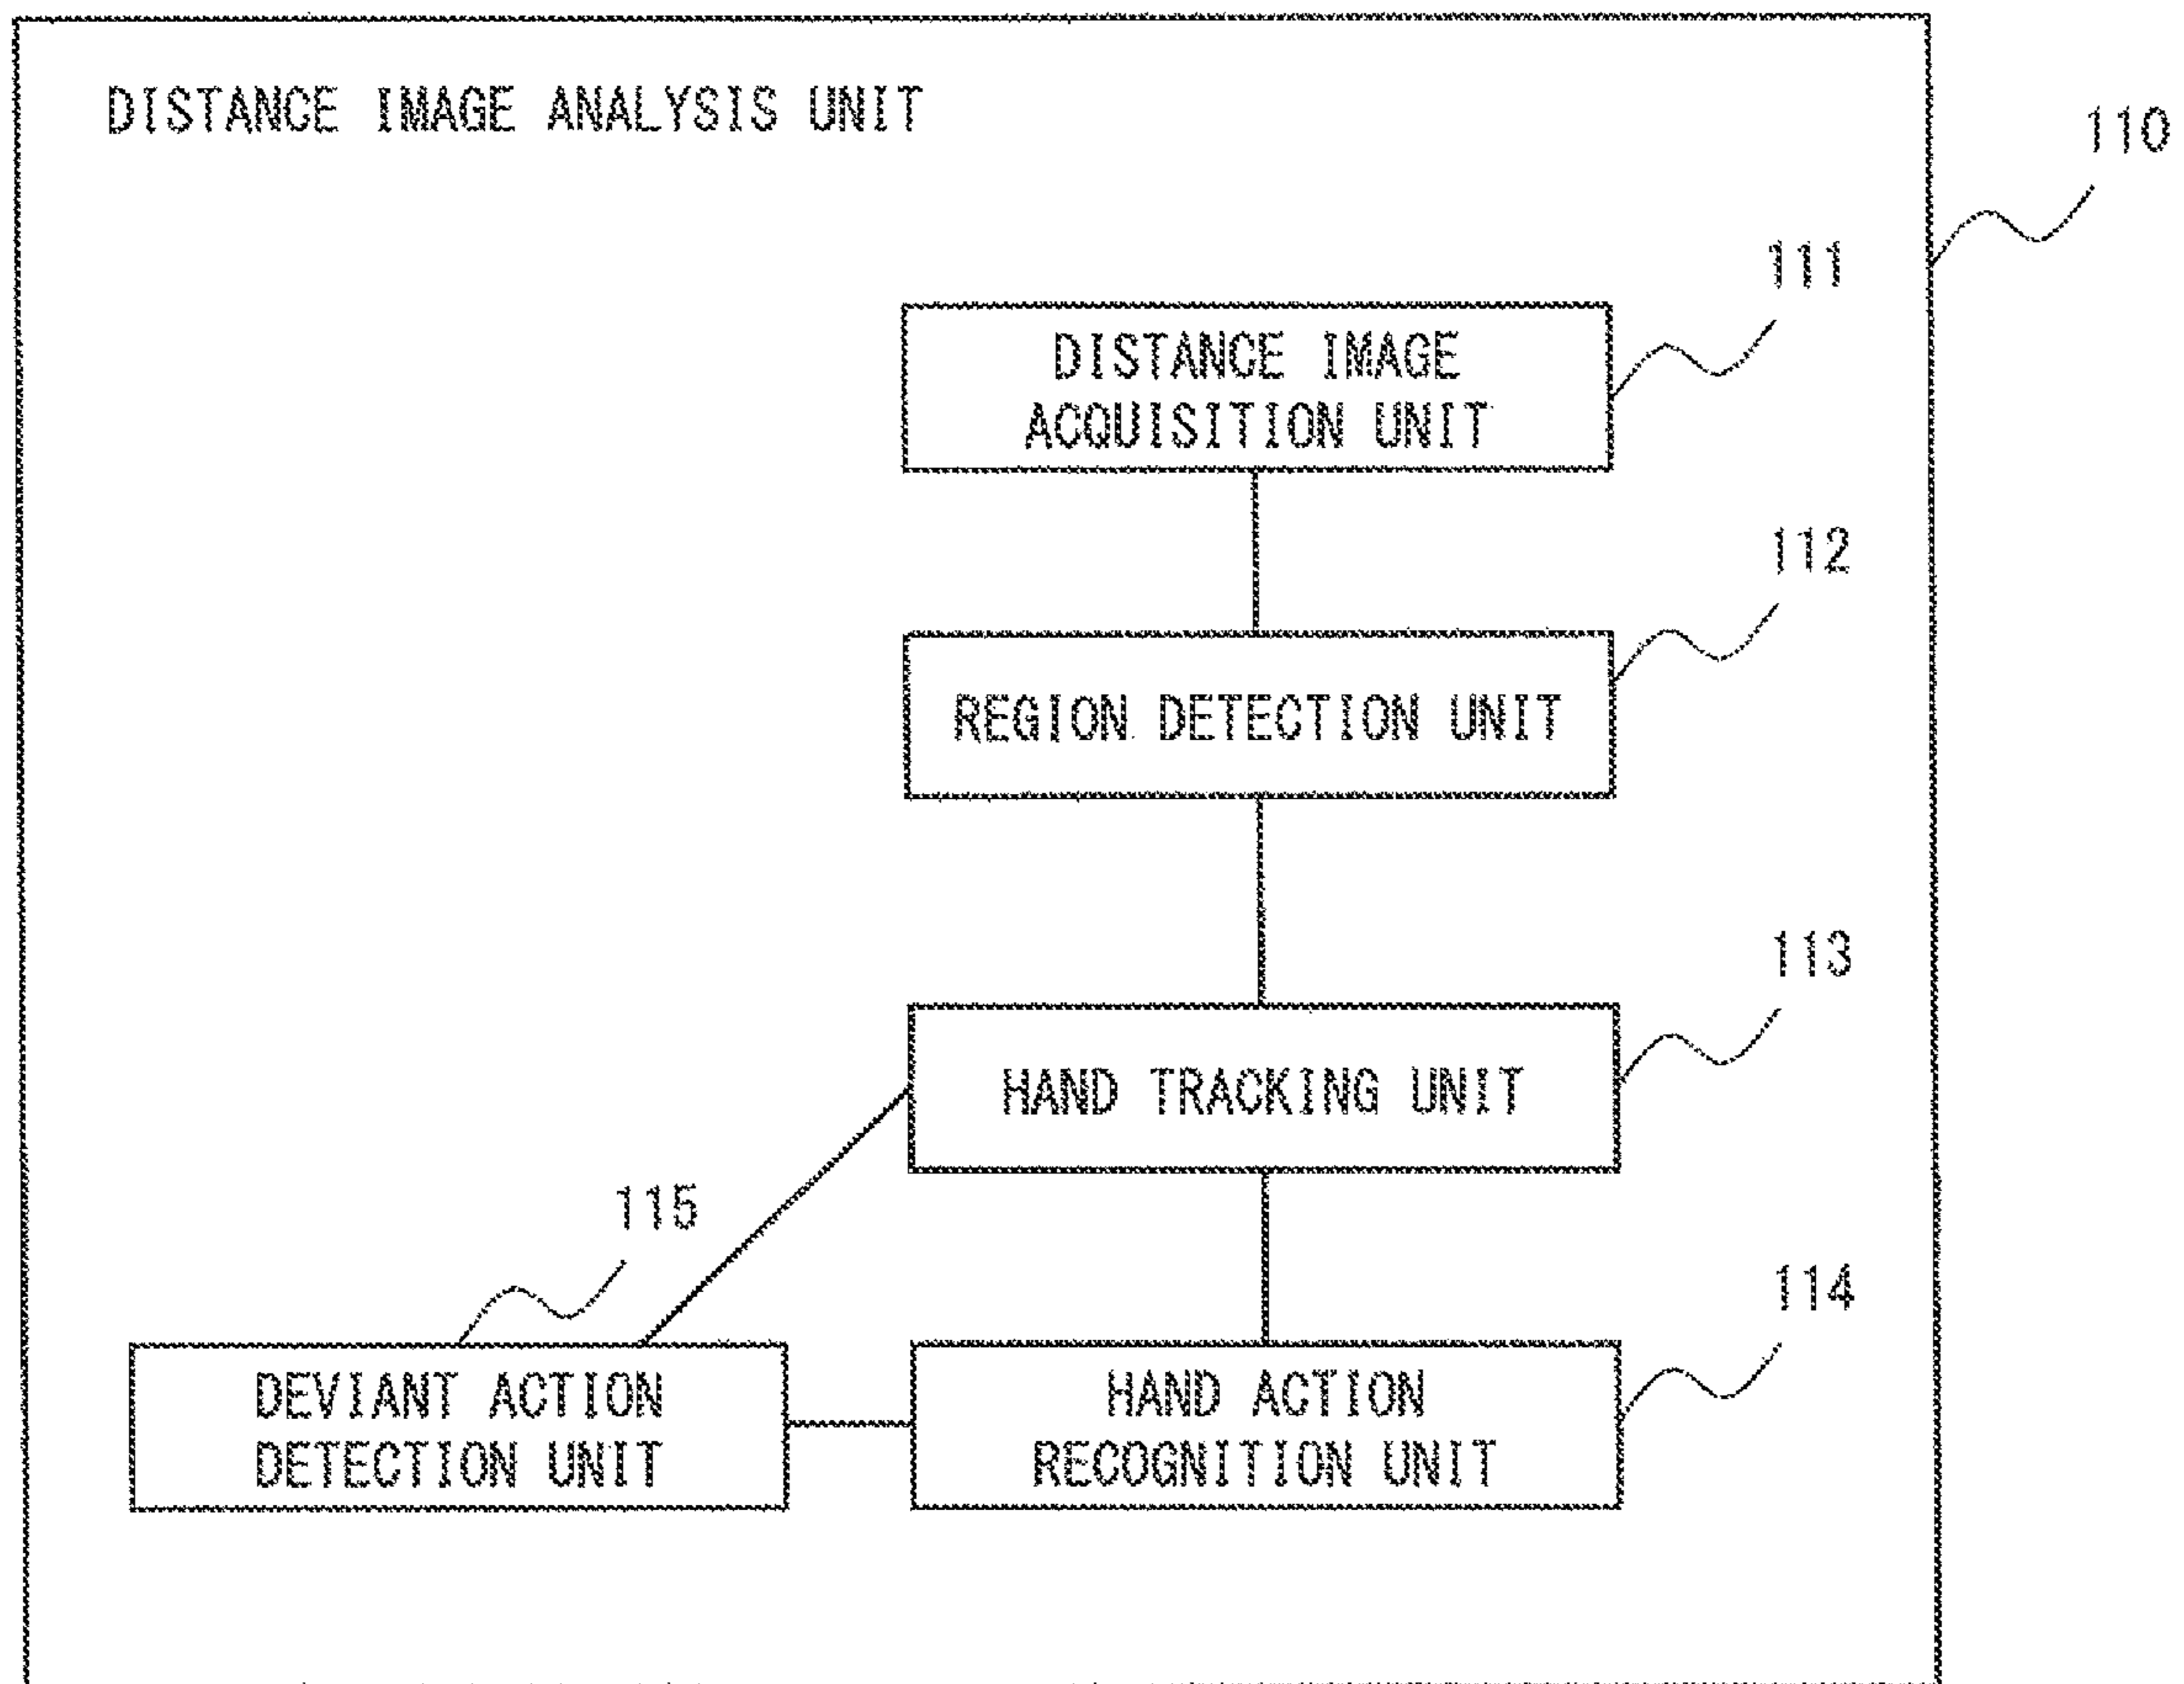 DISTANCE IMAGE ANALYSIS UNIT
110
111
DISTANCE IMAGE
ACQUISITION UNIT
112
REGION DETECTION UNIT
113
HAND TRACKING UNIT
115
114
DEVIANT ACTION
DETECTION UNIT
HAND ACTION
RECOGNITION UNIT